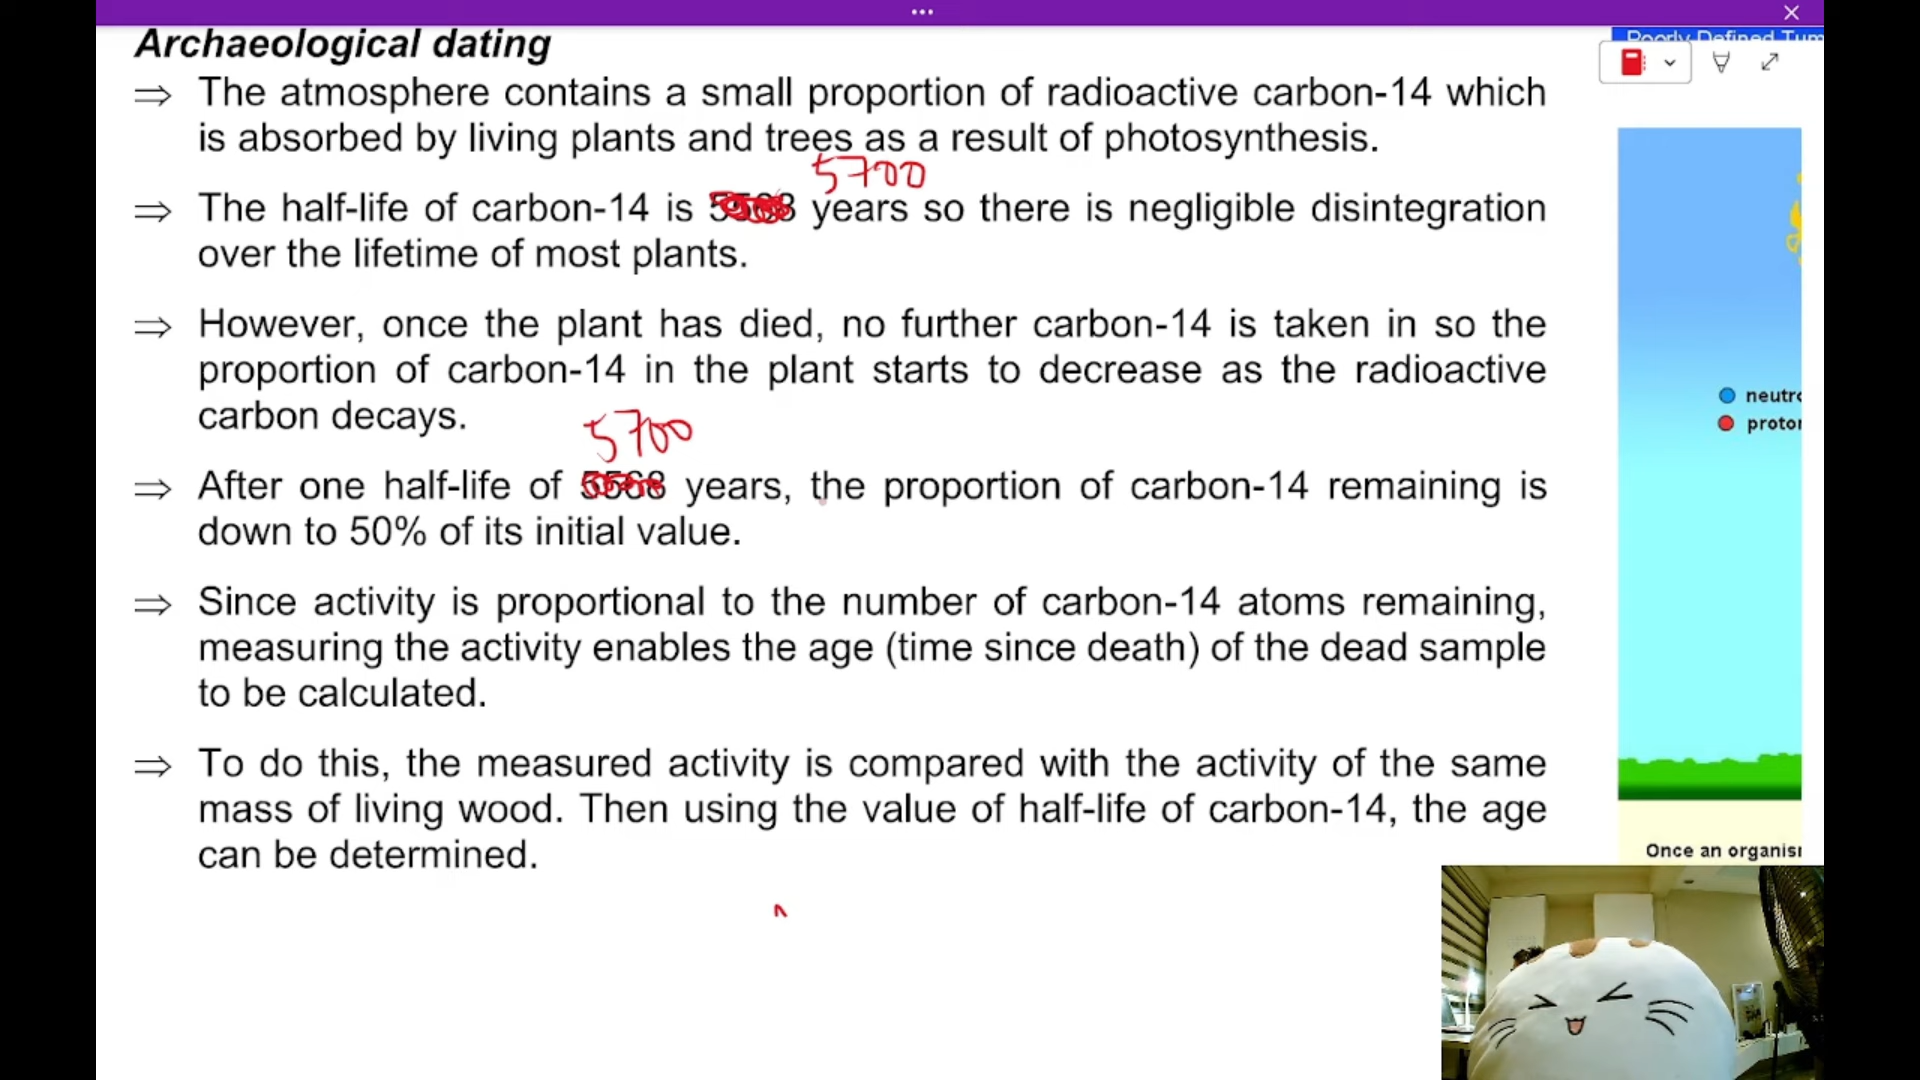 Archaeological dating
Poorly Defined Tum
⇒ The atmosphere contains a small proportion of radioactive carbon-14 which
is absorbed by living plants and trees as a result of photosynthesis.
5700
⇒ The half-life of carbon-14 is years so there is negligible disintegration
over the lifetime of most plants.
⇒ However, once the plant has died, no further carbon-14 is taken in so the
proportion of carbon-14 in the plant starts to decrease as the radioactive
carbon decays.
5700
⇒ After one half-life of 5568 years, the proportion of carbon-14 remaining is
down to 50% of its initial value.
⇒ Since activity is proportional to the number of carbon-14 atoms remaining,
measuring the activity enables the age (time since death) of the dead sample
to be calculated.
⇒ To do this, the measured activity is compared with the activity of the same
mass of living wood. Then using the value of half-life of carbon-14, the age
can be determined.
neutro
proton
Once an organism